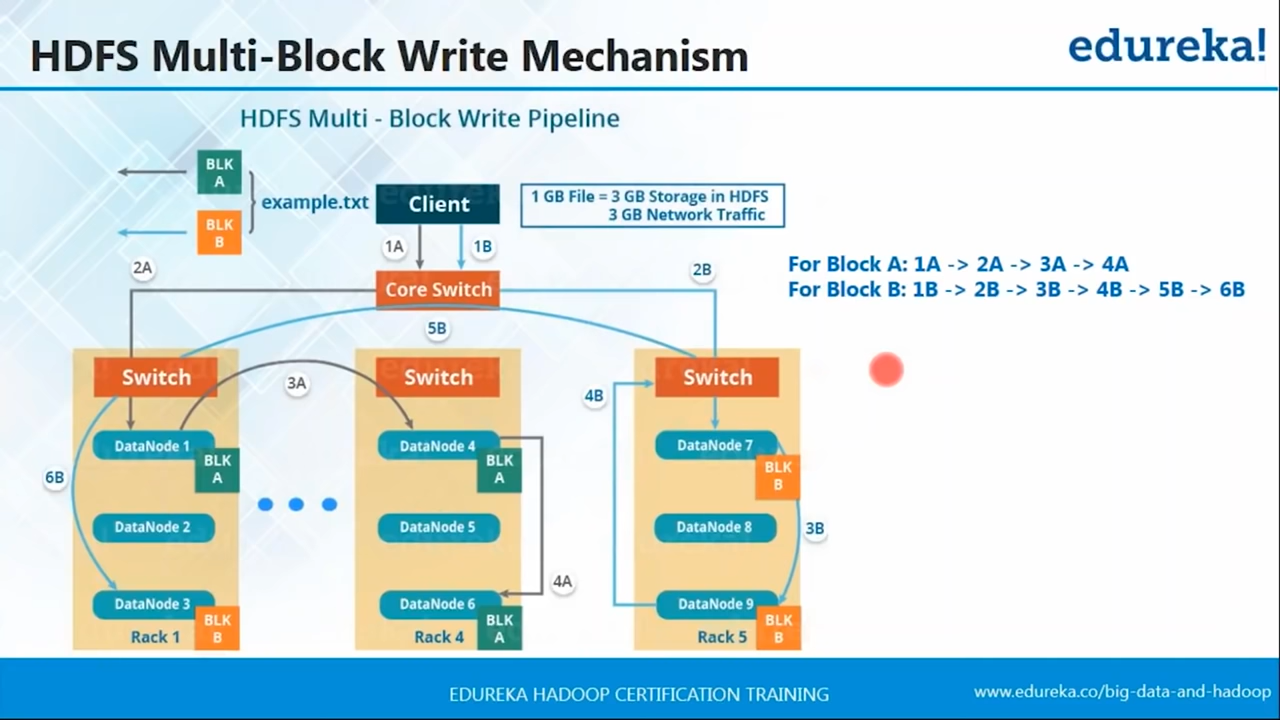 HDFS Multi-Block Write Mechanism
edureka!
HDFS Multi - Block Write Pipeline
BLK
A
BLK
B
example.txt
Client
1 GB File = 3 GB Storage in HDFS
3 GB Network Traffic
1A
1B
2A
Core Switch
2B
For Block A: 1A -> 2A -> 3A -> 4A
For Block B: 1B -> 2B -> 3B -> 4B -> 5B -> 6B
5B
Switch
3A
Switch
4B
Switch
DataNode 1
BLK
A
DataNode 4
BLK
A
DataNode 7
BLK
B
6B
DataNode 2
DataNode 5
DataNode 8
3B
4A
DataNode 3
BLK
B
Rack 1
DataNode 6
BLK
A
Rack 4
DataNode 9
BLK
B
Rack 5
EDUREKA HADOOP CERTIFICATION TRAINING
www.edureka.co/big-data-and-hadoop